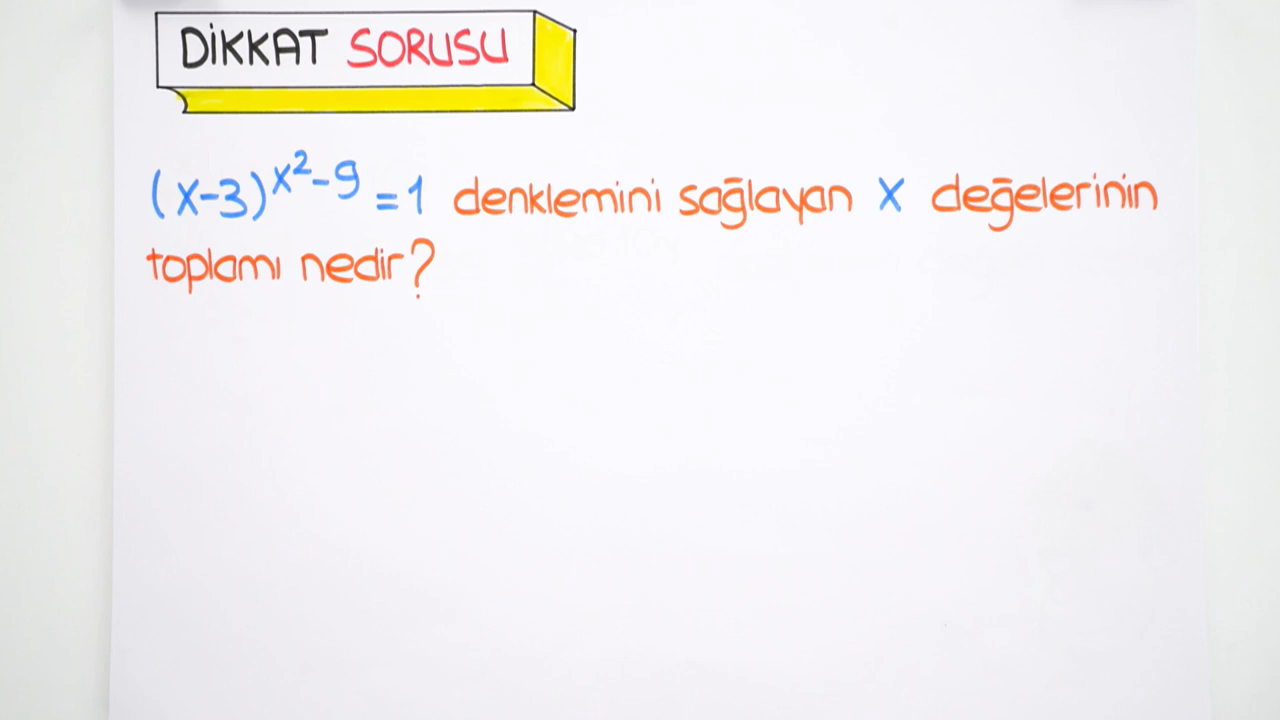 DİKKAT SORUSU
(x-3)^x²-9 = 1 denklemini sağlayan x değelerinin
toplamı nedir?